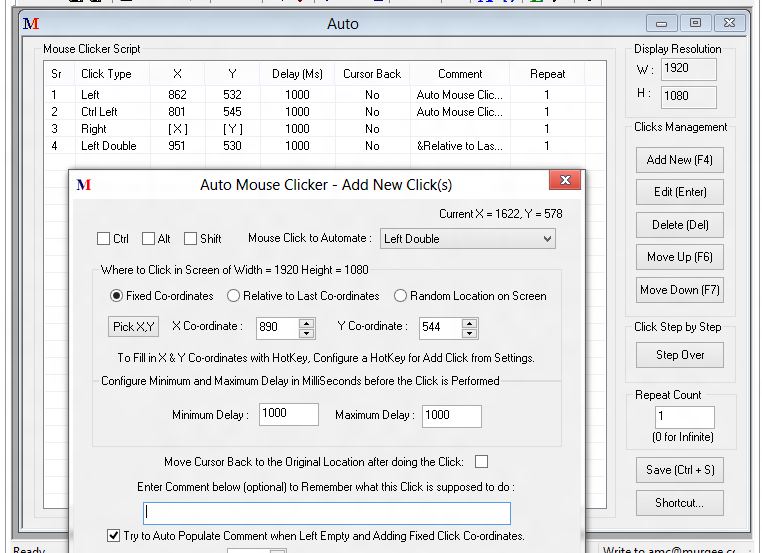 M Auto
Mouse Clicker Script
Sr Click Type X Y Delay (Ms) Cursor Back Comment Repeat
1 Left 862 532 1000 No Auto Mouse Clic... 1
2 Ctrl Left 801 545 1000 No Auto Mouse Clic... 1
3 Right [ X ] [ Y ] 1000 No 1
4 Left Double 951 530 1000 No &Relative to Las... 1
Display Resolution
W : 1920
H : 1080
Clicks Management
Add New (F4)
Edit (Enter)
Delete (Del)
Move Up (F6)
Move Down (F7)
Click Step by Step
Step Over
Repeat Count
1
(0 for Infinite)
Save (Ctrl + S)
Shortcut...
M Auto Mouse Clicker - Add New Click(s) X
Current X = 1622, Y = 578
Ctrl Alt Shift Mouse Click to Automate : Left Double
Where to Click in Screen of Width = 1920 Height = 1080
Fixed Co-ordinates Relative to Last Co-ordinates Random Location on Screen
Pick X,Y X Co-ordinate : 890 Y Co-ordinate : 544
To Fill in X & Y Co-ordinates with HotKey, Configure a HotKey for Add Click from Settings.
Configure Minimum and Maximum Delay in MilliSeconds before the Click is Performed
Minimum Delay : 1000 Maximum Delay : 1000
Move Cursor Back to the Original Location after doing the Click:
Enter Comment below (optional) to Remember what this Click is supposed to do :
Try to Auto Populate Comment when Left Empty and Adding Fixed Click Co-ordinates.
Ready Write to